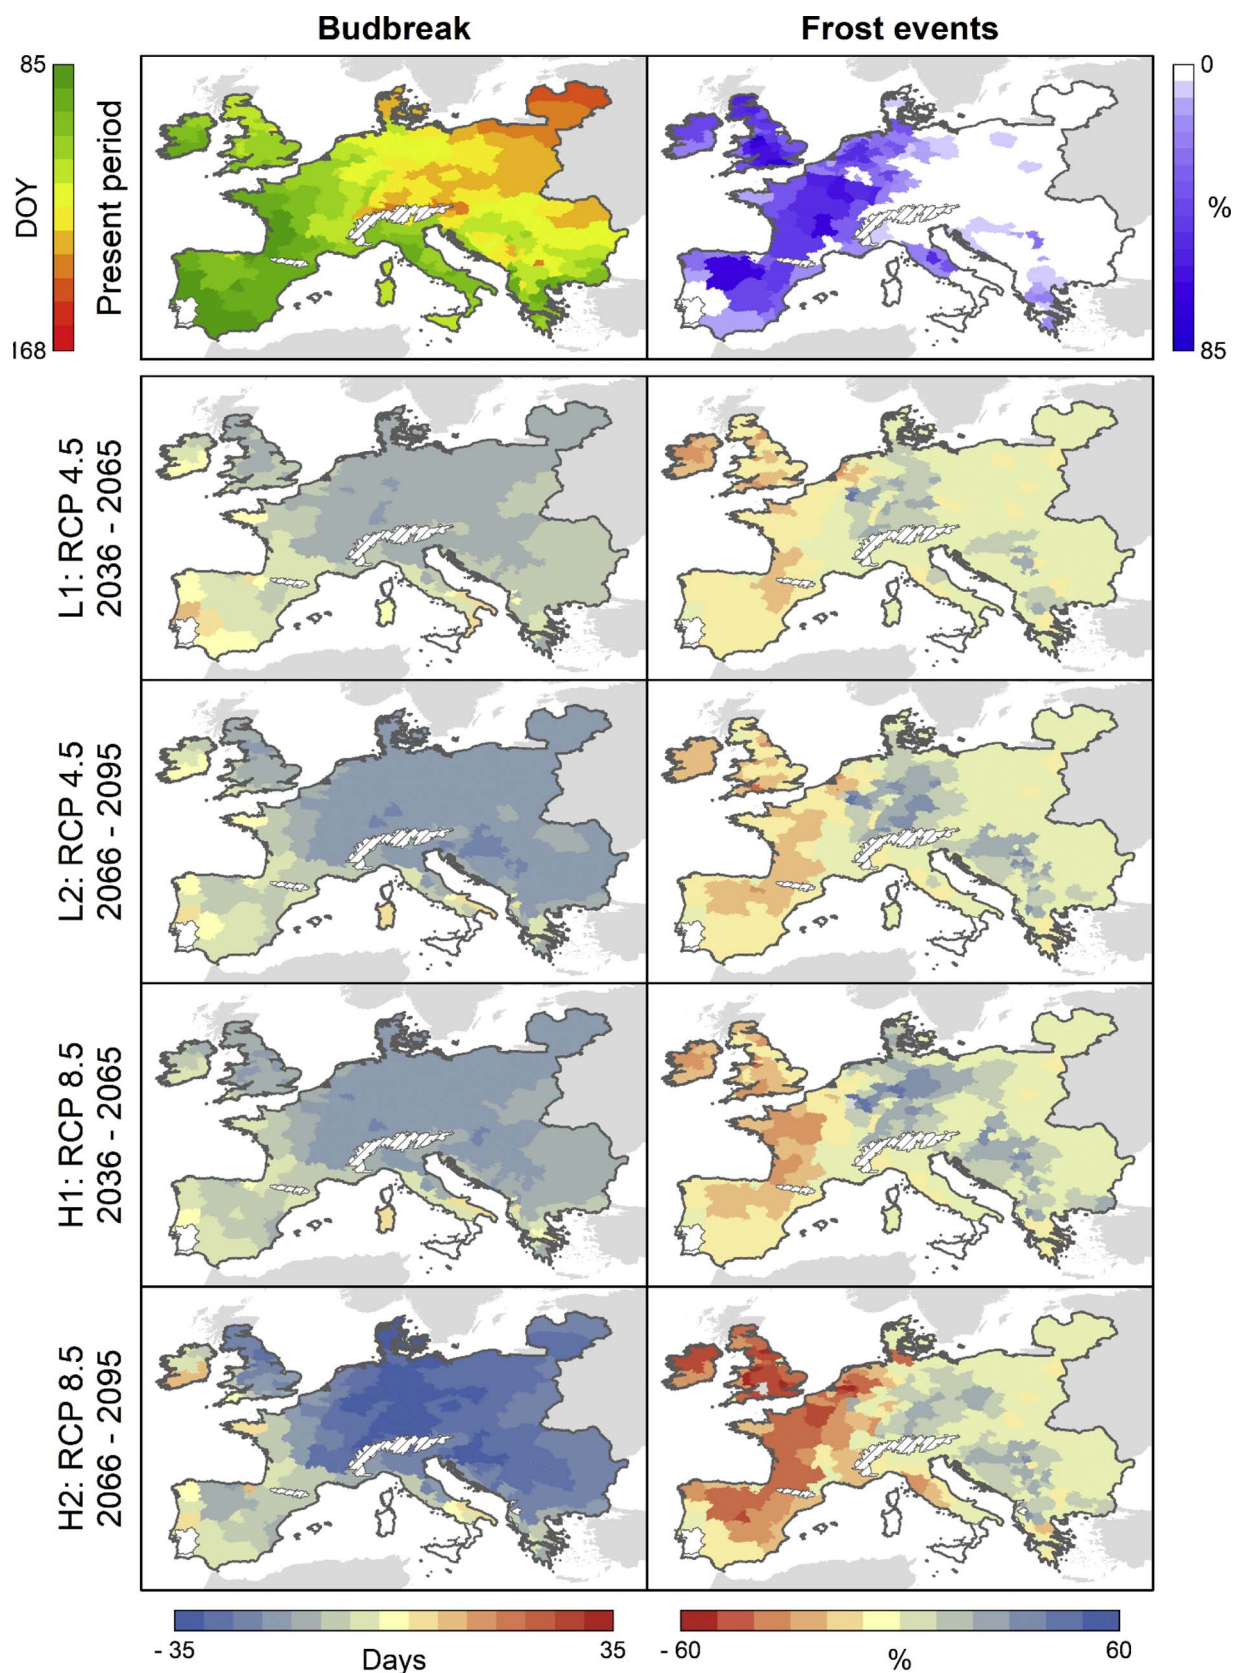 Budbreak
Frost events
85
DOY
168
Present period
0
%
85
L1: RCP 4.5
2036 - 2065
L2: RCP 4.5
2066 - 2095
H1: RCP 8.5
2036 - 2065
H2: RCP 8.5
2066 - 2095
- 35
Days
35
- 60
%
60